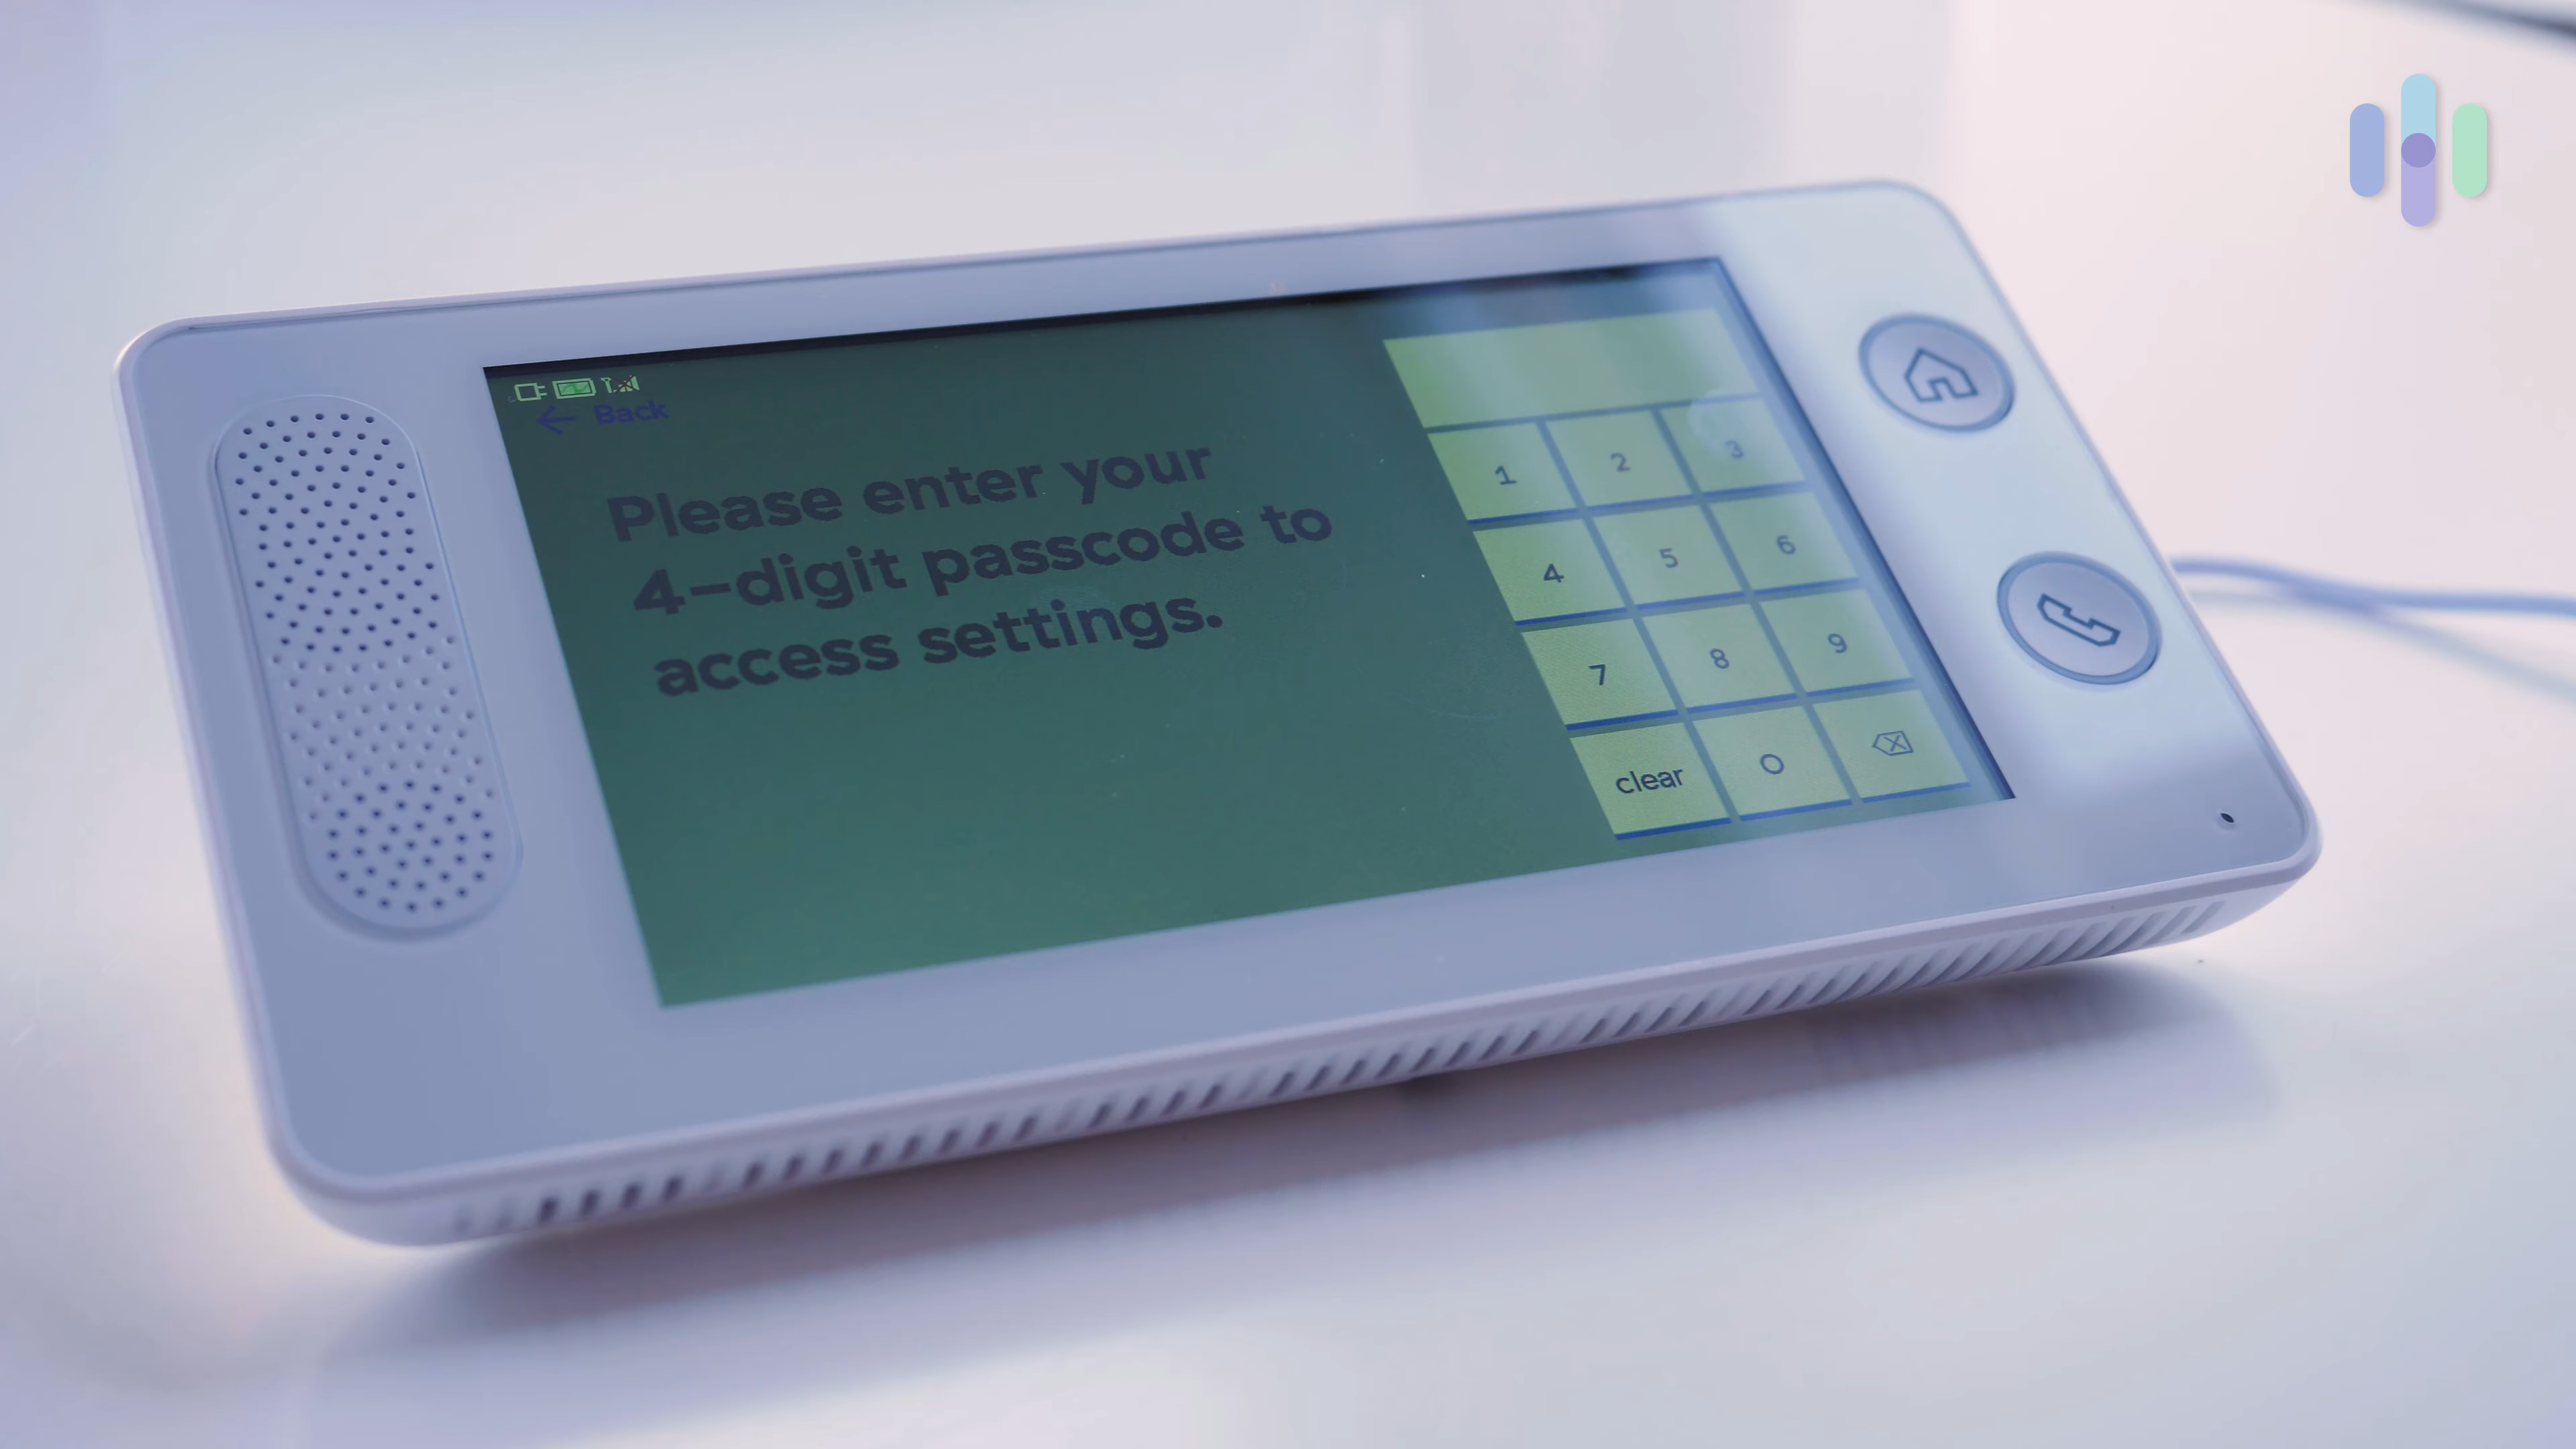 Back
Please enter your
4-digit passcode to
access settings.
1 2 3
4 5 6
7 8 9
clear 0